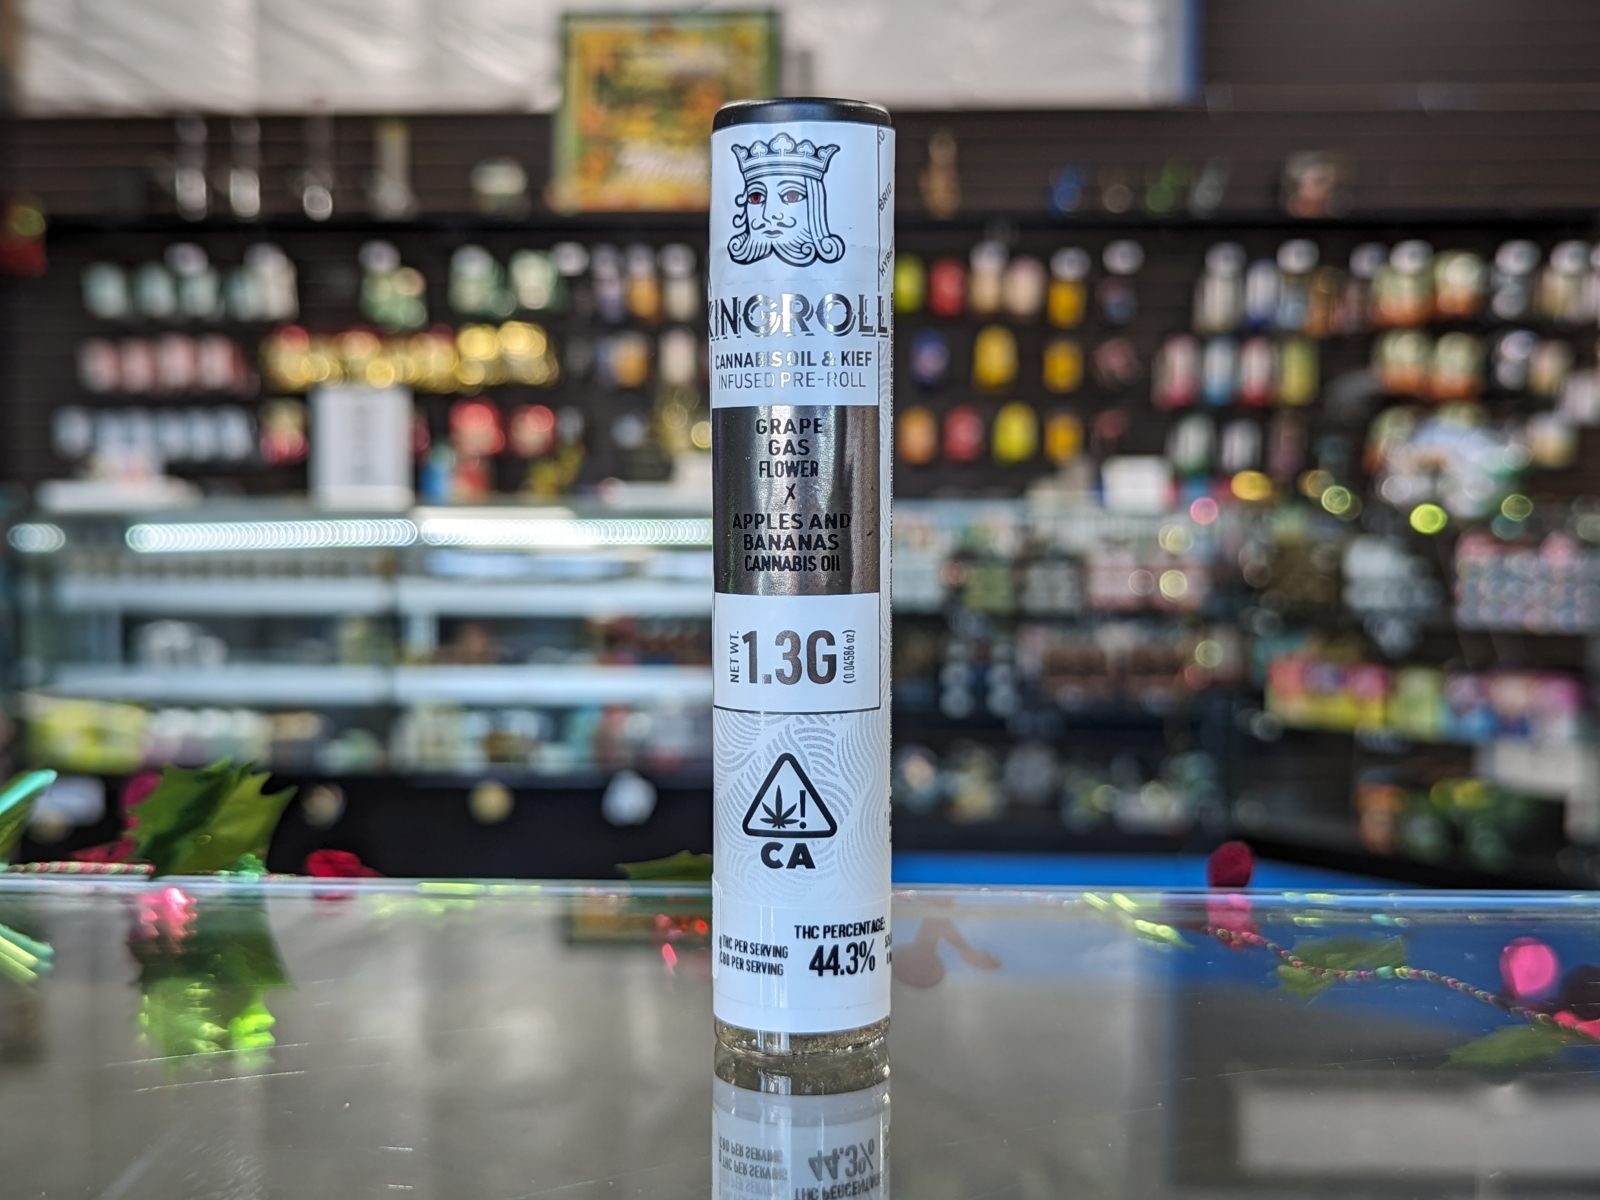 KINGROLL
CANNABIS OIL & KIEF
INFUSED PRE-ROLL
GRAPE
GAS
FLOWER
X
APPLES AND
BANANAS
CANNABIS OIl
NET WT.
1.3G
(0.04586 oz)
CA
THC PER SERVING
CBD PER SERVING
THC PERCENTAGE:
44.3%